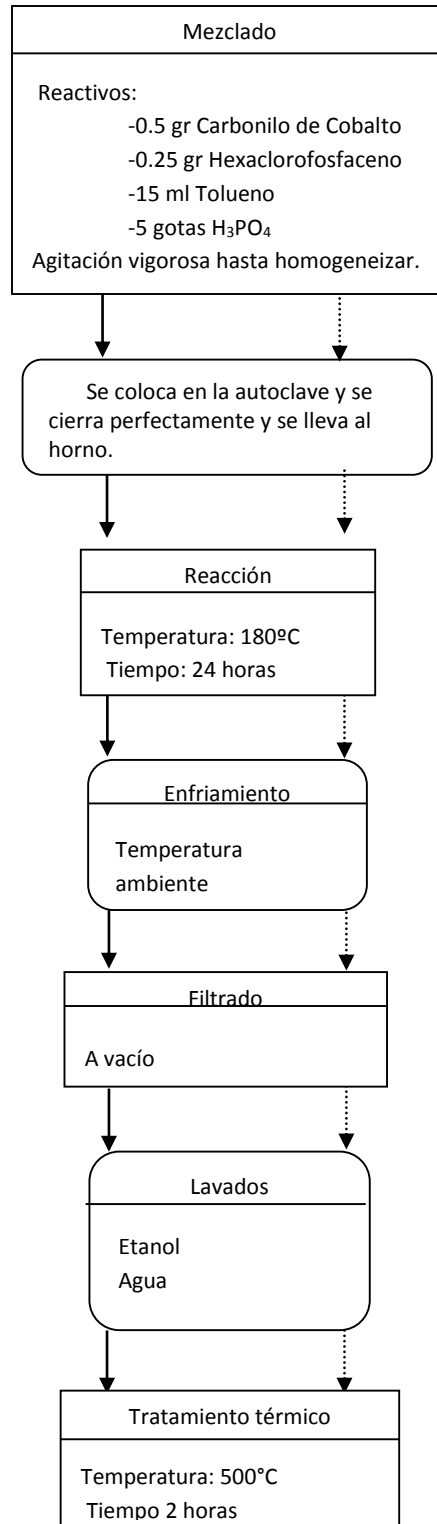 Mezclado
Reactivos:
-0.5 gr Carbonilo de Cobalto
-0.25 gr Hexaclorofosfaceno
-15 ml Tolueno
-5 gotas H₃PO₄
Agitación vigorosa hasta homogeneizar.
Se coloca en la autoclave y se
cierra perfectamente y se lleva al
horno.
Reacción
Temperatura: 180ºC
Tiempo: 24 horas
Enfriamiento
Temperatura
ambiente
Filtrado
A vacío
Lavados
Etanol
Agua
Tratamiento térmico
Temperatura: 500°C
Tiempo 2 horas